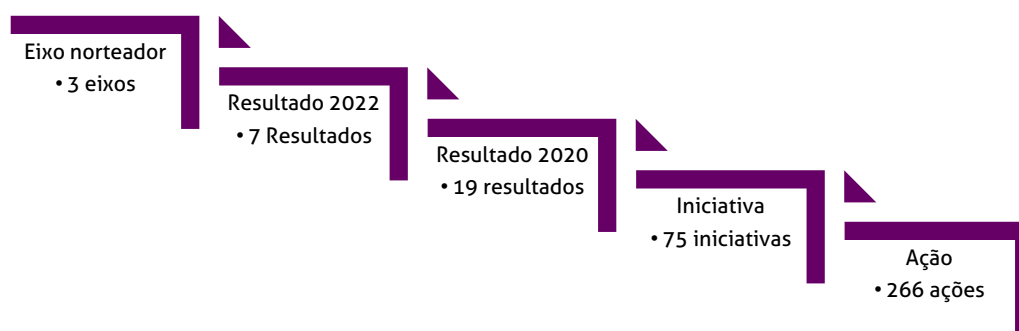 Eixo norteador
• 3 eixos
Resultado 2022
• 7 Resultados
Resultado 2020
• 19 resultados
Iniciativa
• 75 iniciativas
Ação
• 266 ações